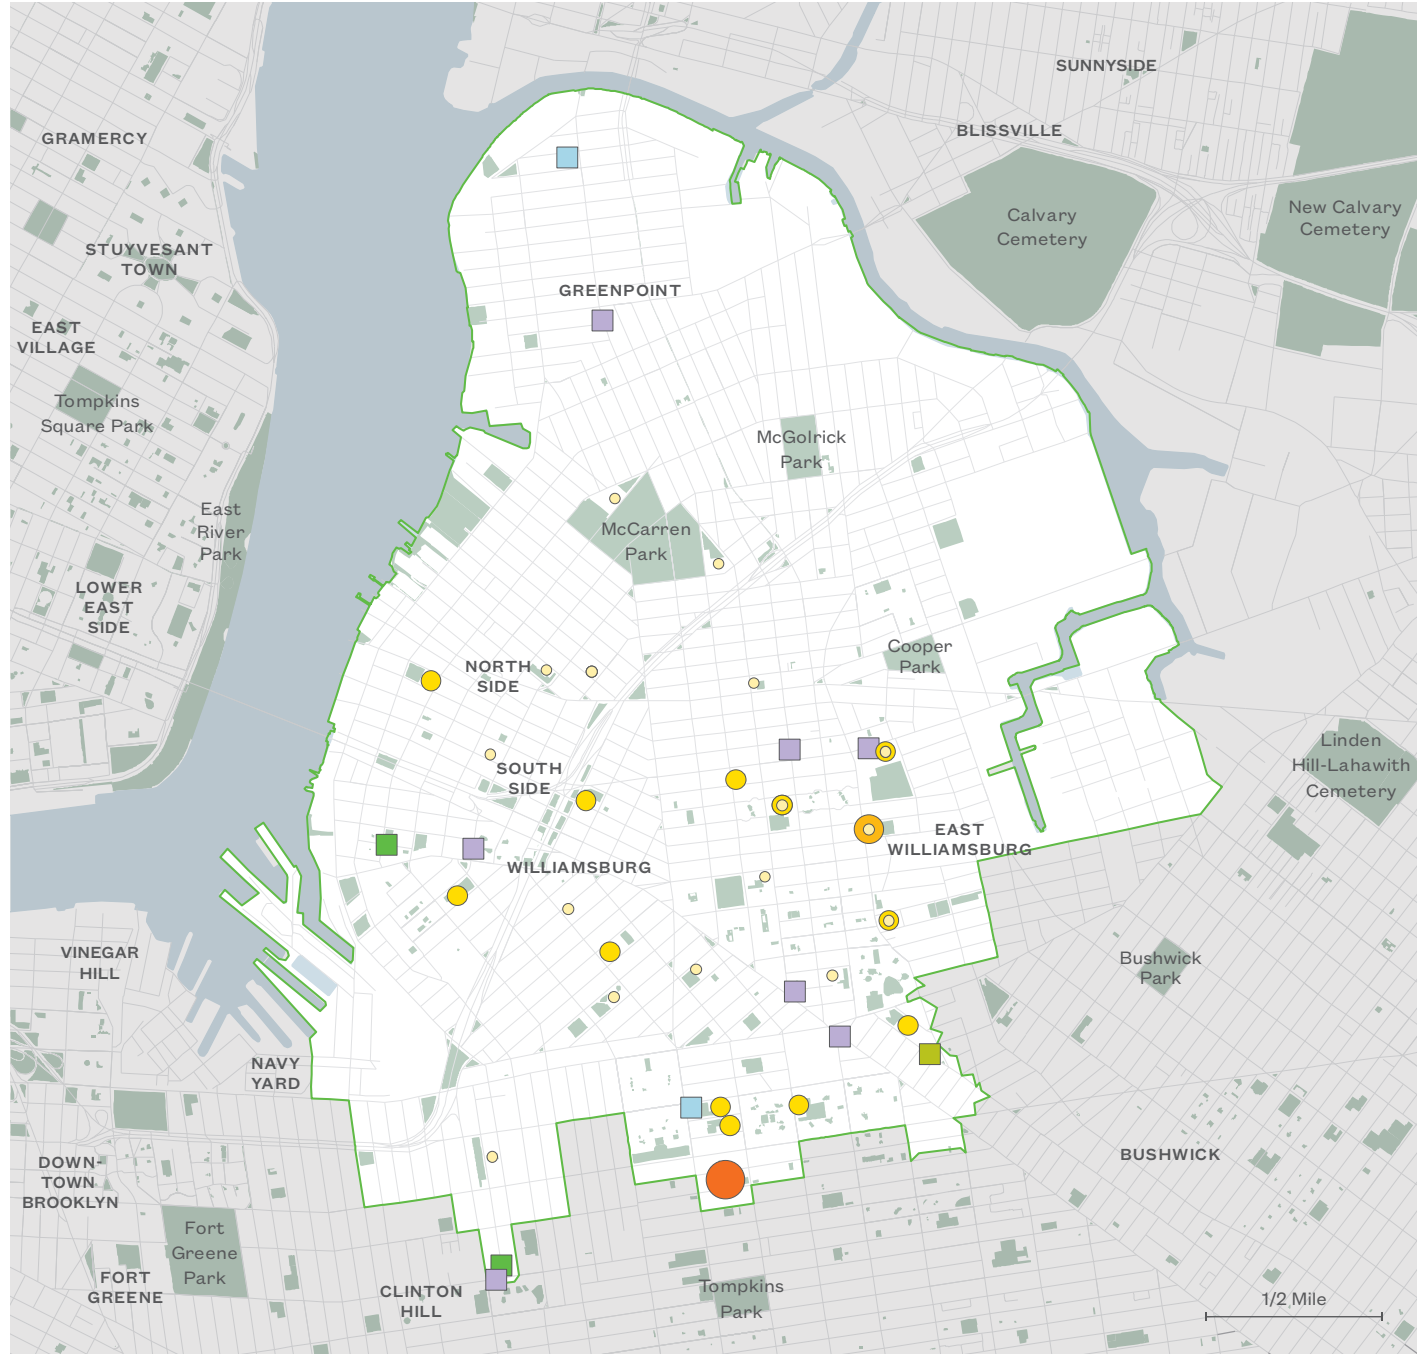 SUNNYSIDE
BLISSVILLE
GRAMERCY
Calvary
Cemetery
New Calvary
Cemetery
STUYVESANT
TOWN
GREENPOINT
EAST
VILLAGE
Tompkins
Square Park
McGolrick
Park
East
River
Park
McCarren
Park
LOWER
EAST
SIDE
Cooper
Park
NORTH
SIDE
SOUTH
SIDE
Linden
Hill-Lahawith
Cemetery
EAST
WILLIAMSBURG
WILLIAMSBURG
VINEGAR
HILL
Bushwick
Park
NAVY
YARD
BUSHWICK
DOWN-
TOWN
BROOKLYN
Fort
Greene
Park
FORT
GREENE
CLINTON
HILL
Tompkins
Park
1/2 Mile